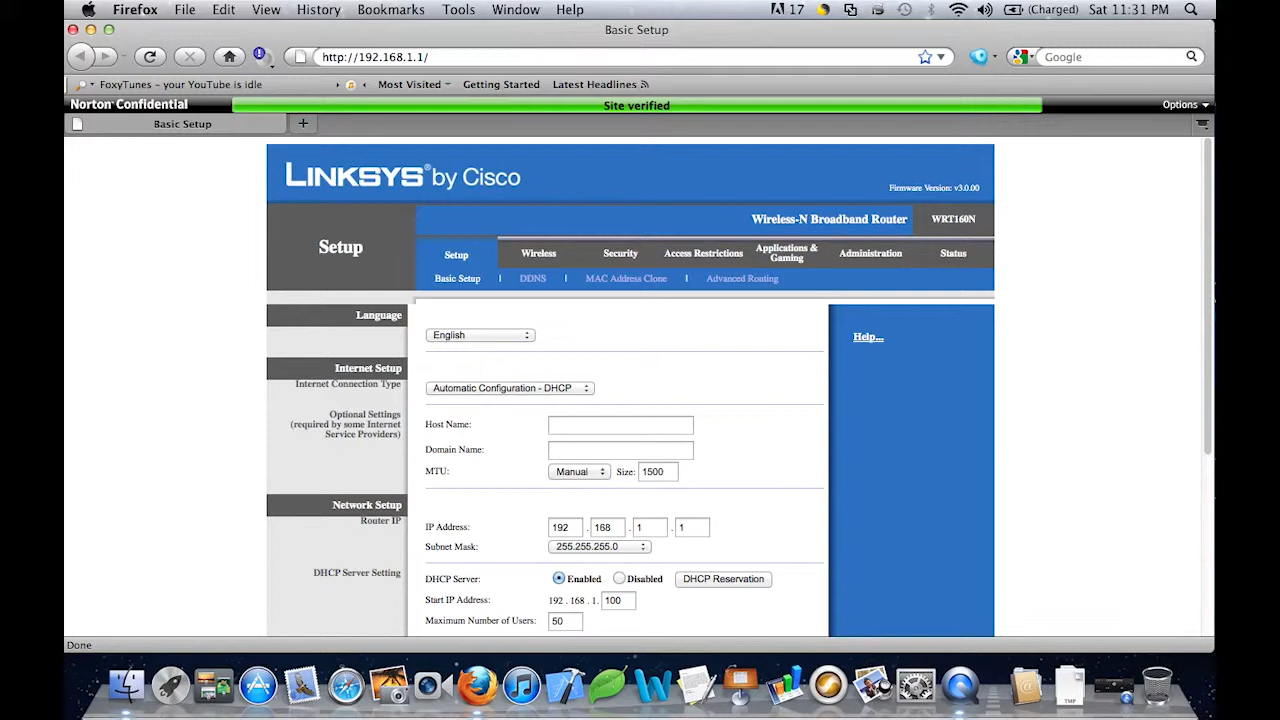 Firefox File Edit View History Bookmarks Tools Window Help 17 (Charged) Sat 11:31 PM
Basic Setup
http://192.168.1.1/ Google
FoxyTunes - your YouTube is idle Most Visited Getting Started Latest Headlines
Norton Confidential Site verified Options
Basic Setup
LINKSYS® by Cisco
Firmware Version: v3.0.00
Wireless-N Broadband Router WRT160N
Setup
Setup Wireless Security Access Restrictions Applications & Gaming Administration Status
Basic Setup | DDNS | MAC Address Clone | Advanced Routing
Language
English
Help...
Internet Setup
Internet Connection Type
Automatic Configuration - DHCP
Optional Settings
(required by some Internet
Service Providers)
Host Name:
Domain Name:
MTU: Manual Size: 1500
Network Setup
Router IP
IP Address: 192 . 168 . 1 . 1
Subnet Mask: 255.255.255.0
DHCP Server Setting
DHCP Server: Enabled Disabled DHCP Reservation
Start IP Address: 192 . 168 . 1. 100
Maximum Number of Users: 50
Done
TMP